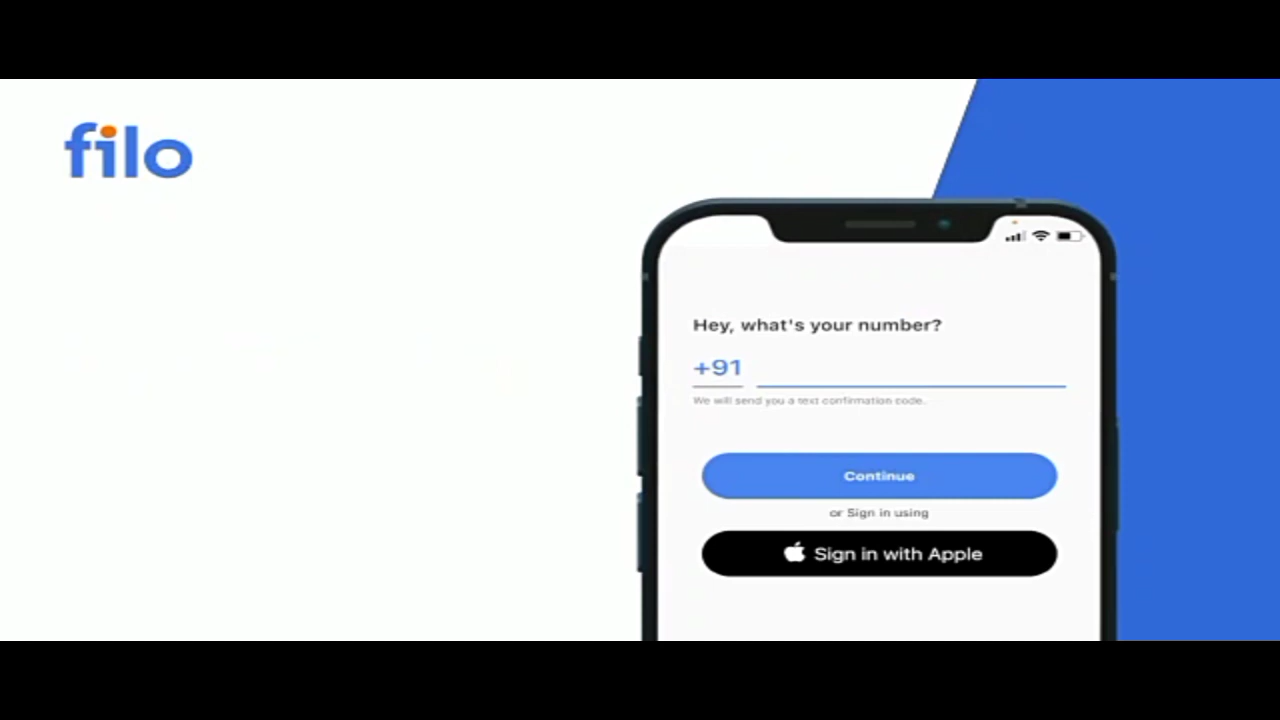 filo
Hey, what's your number?
+91
We will send you a text confirmation code.
Continue
or Sign in using
Sign in with Apple